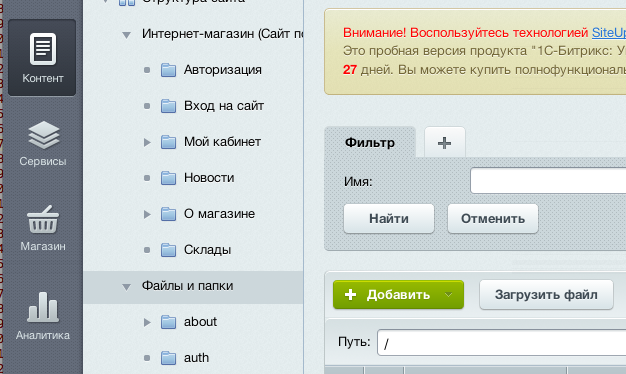 Структура сайта
Контент
Сервисы
Магазин
Аналитика
Интернет-магазин (Сайт по
Авторизация
Вход на сайт
Мой кабинет
Новости
О магазине
Склады
Файлы и папки
about
auth
Внимание! Воспользуйтесь технологией SiteUp
Это пробная версия продукта "1С-Битрикс: У
27 дней. Вы можете купить полнофункциональ
Фильтр
Имя:
Найти
Отменить
Добавить
Загрузить файл
Путь:
/